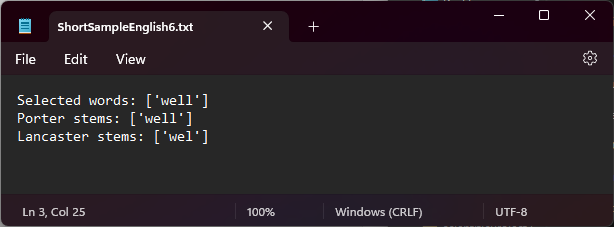 ShortSampleEnglish6.txt
File Edit View
Selected words: ['well']
Porter stems: ['well']
Lancaster stems: ['wel']
Ln 3, Col 25 100% Windows (CRLF) UTF-8